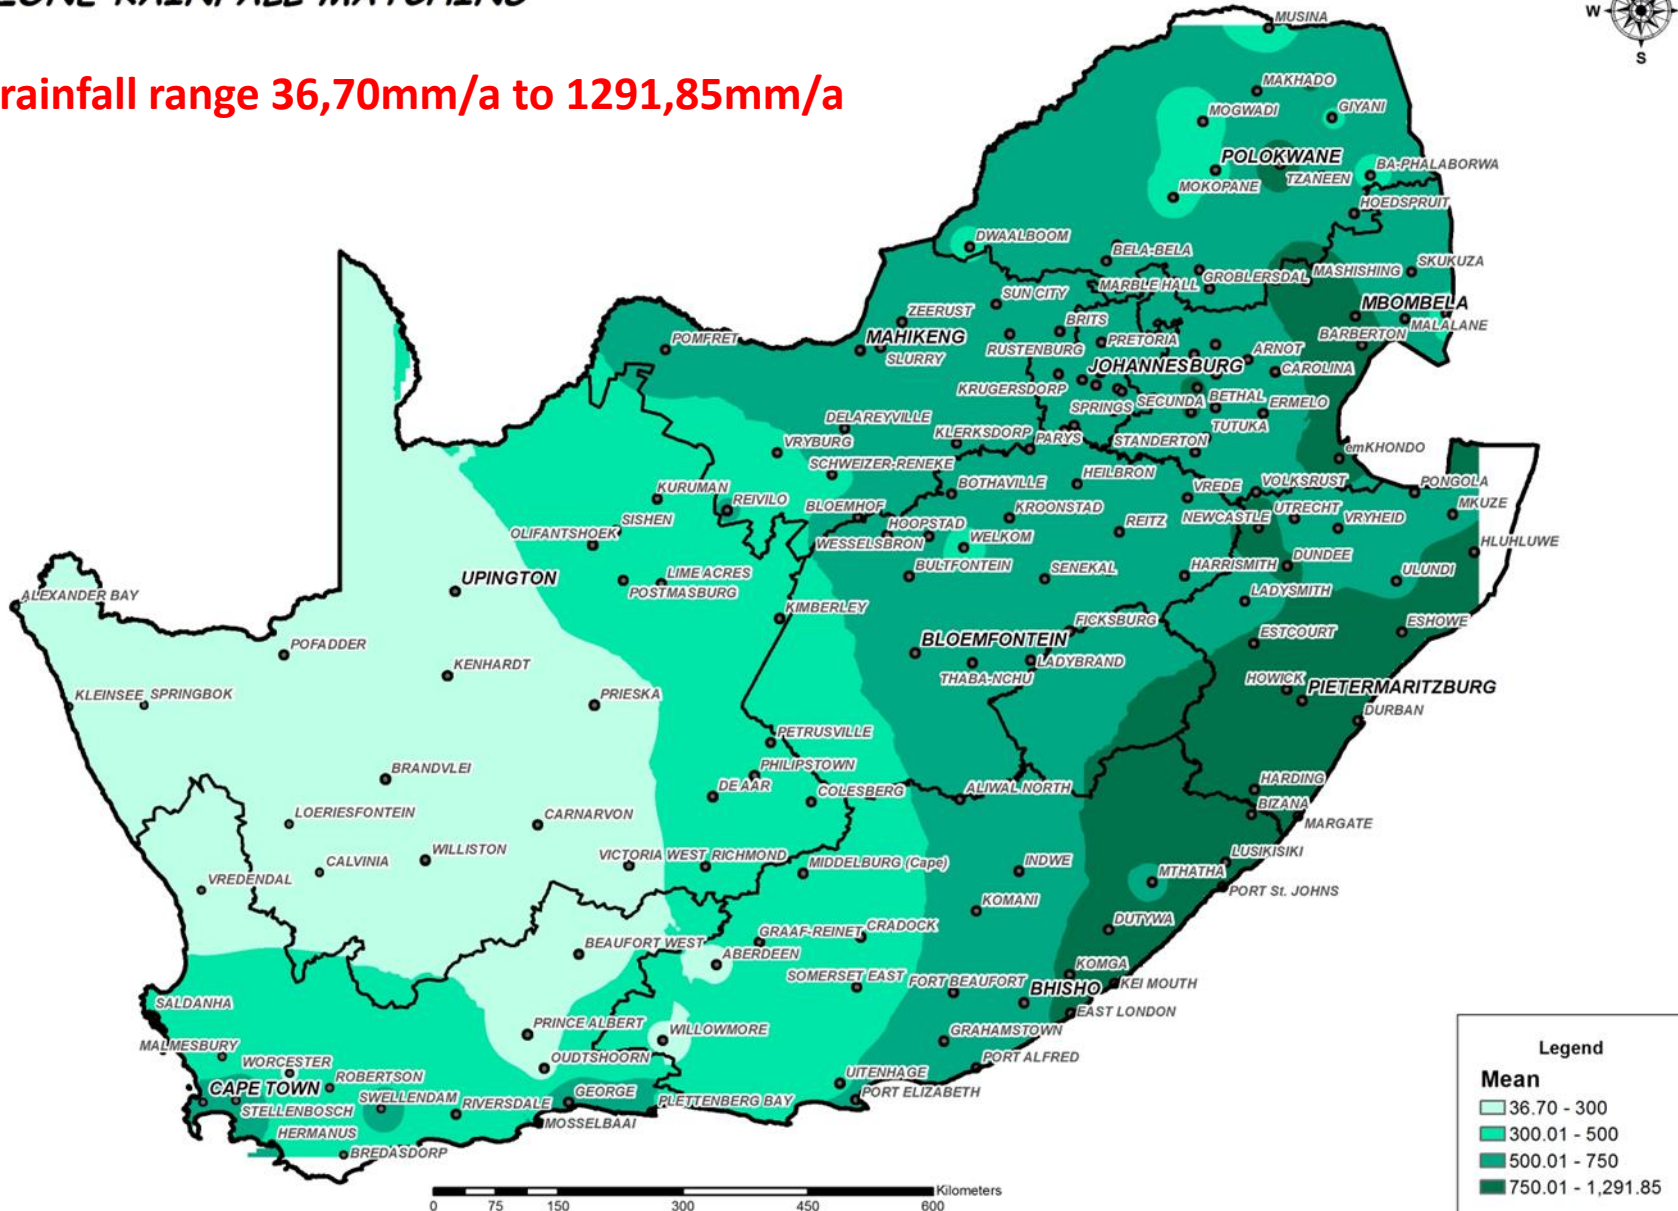 ZONE RAINFALL MATCHING
rainfall range 36,70mm/a to 1291,85mm/a
W
S
MUSINA
MAKHADO
MOGWADI
GIYANI
POLOKWANE
BA-PHALABORWA
TZANEEN
MOKOPANE
HOEDSPRUIT
DWAALBOOM
BELA-BELA
SKUKUZA
MASHISHING
GROBLERSDAL
MARBLE HALL
SUN CITY
MBOMBELA
ZEERUST
BRITS
MALALANE
BARBERTON
POMFRET
MAHIKENG
PRETORIA
RUSTENBURG
ARNOT
SLURRY
JOHANNESBURG
CAROLINA
KRUGERSDORP
BETHAL
ERMELO
SECUNDA
SPRINGS
DELAREYVILLE
TUTUKA
KLERKSDORP
PARYS
STANDERTON
VRYBURG
emKHONDO
SCHWEIZER-RENEKE
HEILBRON
BOTHAVILLE
VOLKSRUST
PONGOLA
KURUMAN
VREDE
REIVILO
MKUZE
BLOEMHOF
KROONSTAD
UTRECHT
SISHEN
REITZ
NEWCASTLE
VRYHEID
HOOPSTAD
OLIFANTSHOEK
WELKOM
HLUHLUWE
WESSELSBRON
DUNDEE
BULTFONTEIN
SENEKAL
HARRISMITH
ULUNDI
LIME ACRES
UPINGTON
POSTMASBURG
LADYSMITH
ALEXANDER BAY
KIMBERLEY
FICKSBURG
ESHOWE
ESTCOURT
BLOEMFONTEIN
POFADDER
KENHARDT
LADYBRAND
THABA-NCHU
HOWICK
PIETERMARITZBURG
KLEINSEE
SPRINGBOK
PRIESKA
DURBAN
PETRUSVILLE
PHILIPSTOWN
BRANDVLEI
HARDING
DE AAR
COLESBERG
ALIWAL NORTH
BIZANA
LOERIESFONTEIN
CARNARVON
MARGATE
WILLISTON
VICTORIA WEST
RICHMOND
LUSIKISIKI
CALVINIA
MIDDELBURG (Cape)
INDWE
MTHATHA
VREDENDAL
PORT St. JOHNS
KOMANI
DUTYWA
CRADOCK
GRAAF-REINET
BEAUFORT WEST
ABERDEEN
KOMGA
SOMERSET EAST
FORT BEAUFORT
BHISHO
KEI MOUTH
SALDANHA
EAST LONDON
PRINCE ALBERT
WILLOWMORE
GRAHAMSTOWN
MALMESBURY
OUDTSHOORN
PORT ALFRED
WORCESTER
ROBERTSON
UITENHAGE
CAPE TOWN
GEORGE
PORT ELIZABETH
SWELLENDAM
RIVERSDALE
PLETTENBERG BAY
STELLENBOSCH
MOSSELBAAI
HERMANUS
BREDASDORP
Kilometers
0 75 150 300 450 600
Legend
Mean
36.70 - 300
300.01 - 500
500.01 - 750
750.01 - 1,291.85